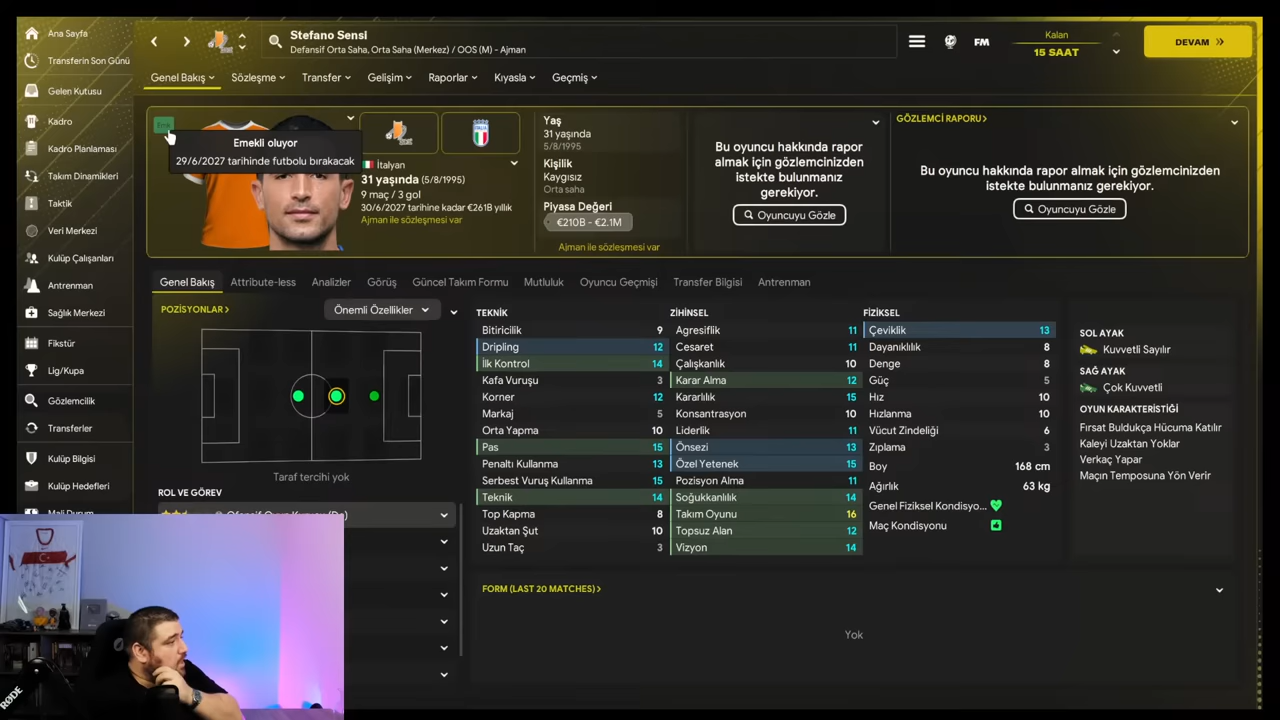 Ana Sayfa
Transferin Son Günü
Gelen Kutusu
Kadro
Kadro Planlaması
Takım Dinamikleri
Taktik
Veri Merkezi
Kulüp Çalışanları
Antrenman
Sağlık Merkezi
Fikstür
Lig/Kupa
Gözlemcilik
Transferler
Kulüp Bilgisi
Kulüp Hedefleri
Stefano Sensi
Defansif Orta Saha, Orta Saha (Merkez) / OOS (M) - Ajman
FM
Kalan
15 SAAT
DEVAM
Genel Bakış
Sözleşme
Transfer
Gelişim
Raporlar
Kıyasla
Geçmiş
Emekli oluyor
29/6/2027 tarihinde futbolu bırakacak
İtalyan
31 yaşında (5/8/1995)
9 maç / 3 gol
30/6/2027 tarihine kadar €261B yıllık
Ajman ile sözleşmesi var
Yaş
31 yaşında
5/8/1995
Kişilik
Kaygısız
Orta saha
Piyasa Değeri
€210B - €2.1M
Ajman ile sözleşmesi var
Bu oyuncu hakkında rapor
almak için gözlemcinizden
istekte bulunmanız
gerekiyor.
Oyuncuyu Gözle
GÖZLEMCİ RAPORU>
Bu oyuncu hakkında rapor almak için gözlemcinizden
istekte bulunmanız gerekiyor.
Oyuncuyu Gözle
Genel Bakış
Attribute-less
Analizler
Görüş
Güncel Takım Formu
Mutluluk
Oyuncu Geçmişi
Transfer Bilgisi
Antrenman
POZİSYONLAR>
Önemli Özellikler
Taraf tercihi yok
ROL VE GÖREV
TEKNİK
Bitiricilik 9
Dripling 12
İlk Kontrol 14
Kafa Vuruşu 3
Korner 12
Markaj 5
Orta Yapma 10
Pas 15
Penaltı Kullanma 13
Serbest Vuruş Kullanma 15
Teknik 14
Top Kapma 8
Uzaktan Şut 10
Uzun Taç 3
ZİHİNSEL
Agresiflik 11
Cesaret 11
Çalışkanlık 10
Karar Alma 12
Kararlılık 15
Konsantrasyon 10
Liderlik 11
Önsezi 13
Özel Yetenek 15
Pozisyon Alma 11
Soğukkanlılık 14
Takım Oyunu 16
Topsuz Alan 12
Vizyon 14
FİZİKSEL
Çeviklik 13
Dayanıklılık 8
Denge 8
Güç 5
Hız 10
Hızlanma 10
Vücut Zindeliği 6
Zıplama 3
Boy 168 cm
Ağırlık 63 kg
Genel Fiziksel Kondisyo...
Maç Kondisyonu
SOL AYAK
Kuvvetli Sayılır
SAĞ AYAK
Çok Kuvvetli
OYUN KARAKTERİSTİĞİ
Fırsat Buldukça Hücuma Katılır
Kaleyi Uzaktan Yoklar
Verkaç Yapar
Maçın Temposuna Yön Verir
FORM (LAST 20 MATCHES)>
Yok
RØDE